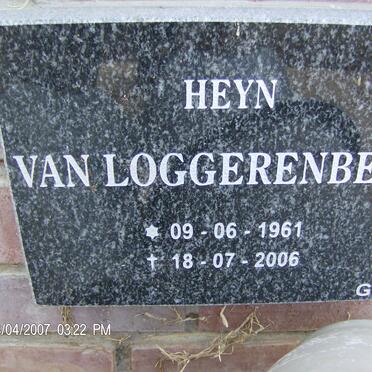 HEYN
VAN LOGGERENBE
09 - 06 - 1961
✝ 18 - 07 - 2006
G
/04/2007 03:22 PM